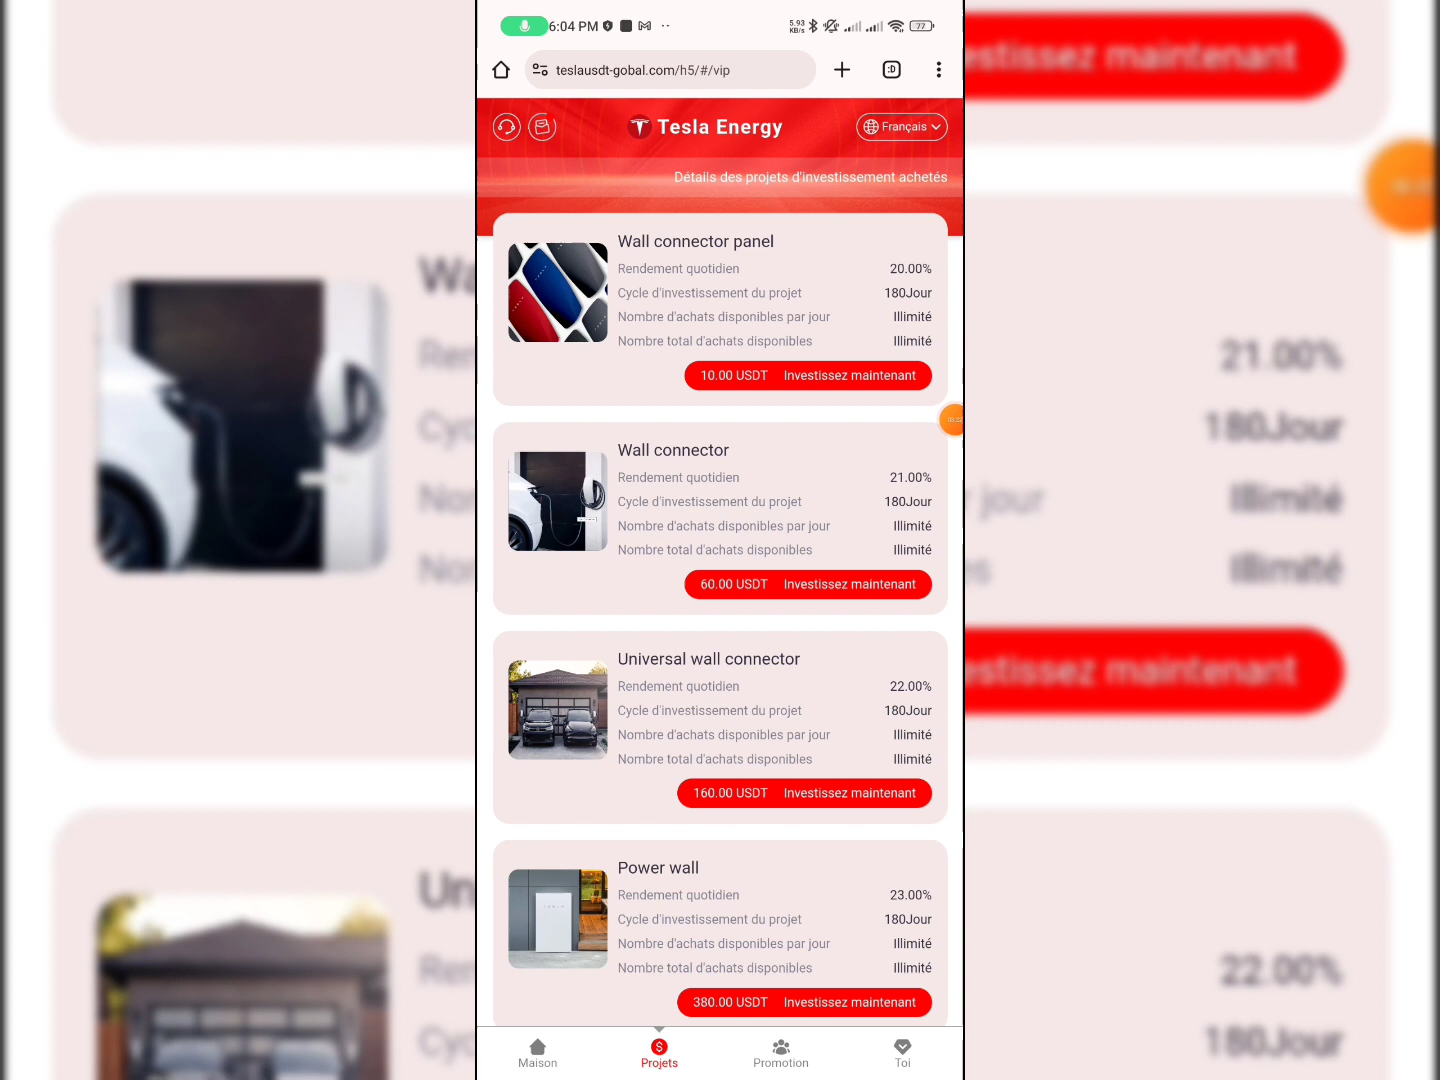 6:04 PM
5.93 KB/s
77
teslausdt-gobal.com/h5/#/vip
:D
Tesla Energy
Français
Détails des projets d'investissement achetés
Wall connector panel
Rendement quotidien 20.00%
Cycle d'investissement du projet 180Jour
Nombre d'achats disponibles par jour Illimité
Nombre total d'achats disponibles Illimité
10.00 USDT Investissez maintenant
Wall connector
Rendement quotidien 21.00%
Cycle d'investissement du projet 180Jour
Nombre d'achats disponibles par jour Illimité
Nombre total d'achats disponibles Illimité
60.00 USDT Investissez maintenant
Universal wall connector
Rendement quotidien 22.00%
Cycle d'investissement du projet 180Jour
Nombre d'achats disponibles par jour Illimité
Nombre total d'achats disponibles Illimité
160.00 USDT Investissez maintenant
Power wall
Rendement quotidien 23.00%
Cycle d'investissement du projet 180Jour
Nombre d'achats disponibles par jour Illimité
Nombre total d'achats disponibles Illimité
380.00 USDT Investissez maintenant
Maison
Projets
Promotion
Toi